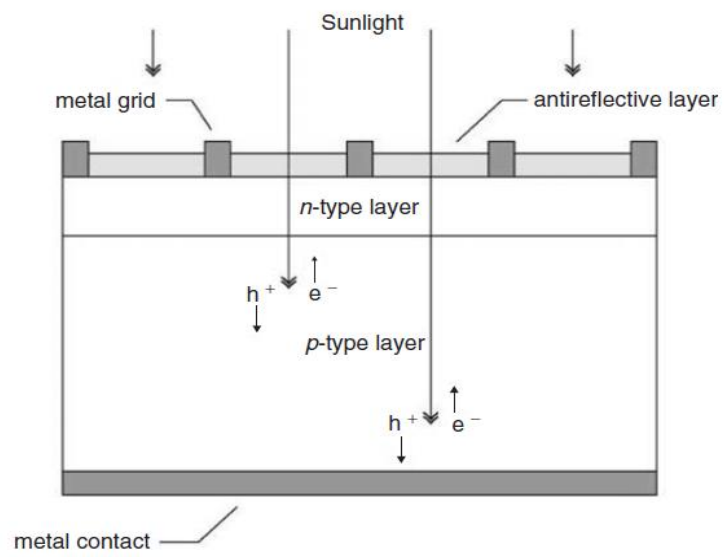 Sunlight
metal grid
antireflective layer
n-type layer
h + e −
p-type layer
h + e −
metal contact